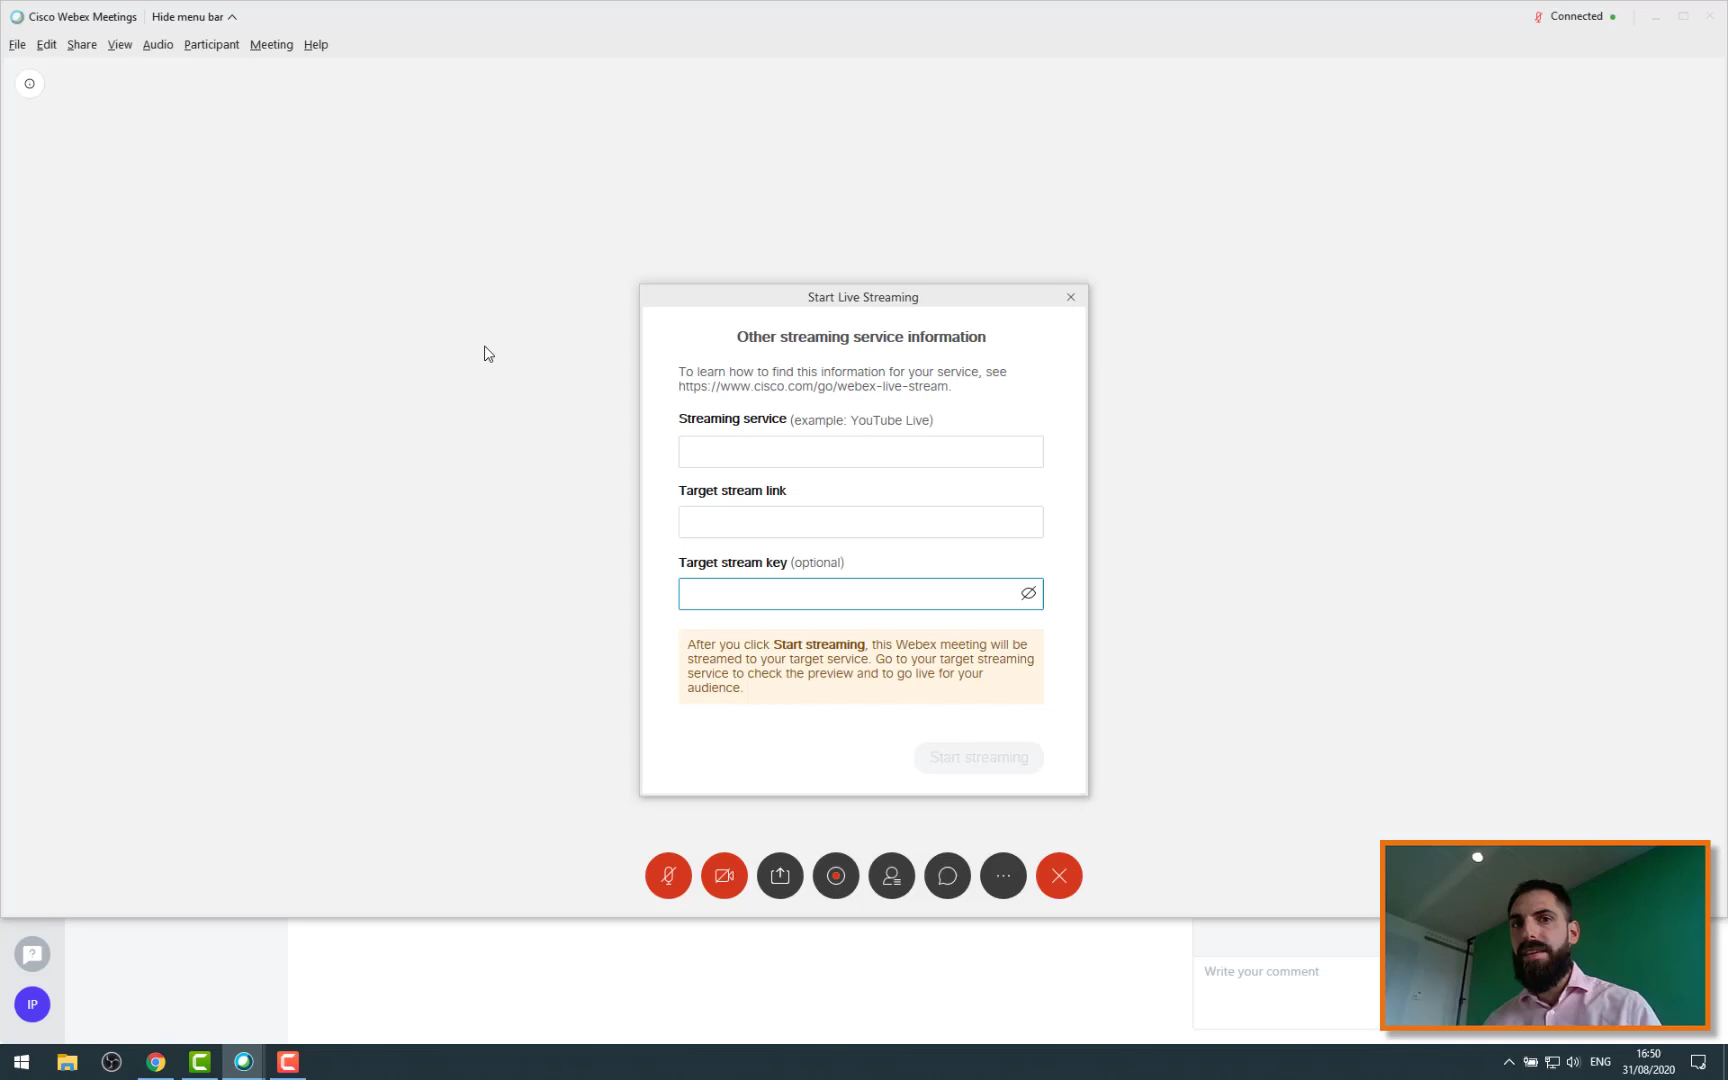 Cisco Webex Meetings
Hide menu bar
Connected
File Edit Share View Audio Participant Meeting Help
Start Live Streaming
Other streaming service information
To learn how to find this information for your service, see
https://www.cisco.com/go/webex-live-stream.
Streaming service (example: YouTube Live)
Target stream link
Target stream key (optional)
After you click Start streaming, this Webex meeting will be
streamed to your target service. Go to your target streaming
service to check the preview and to go live for your
audience.
Start streaming
Write your comment
IP
ENG
16:50
31/08/2020